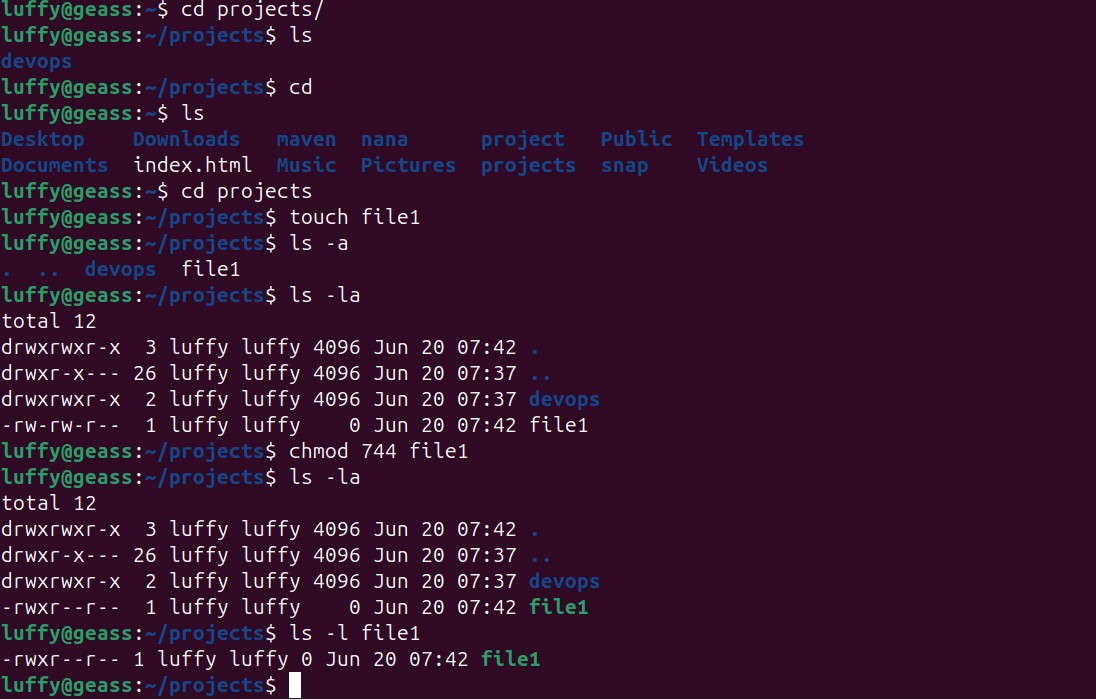 luffy@geass:~$ cd projects/
luffy@geass:~/projects$ ls
devops
luffy@geass:~/projects$ cd
luffy@geass:~$ ls
Desktop    Downloads   maven  nana      project   Public  Templates
Documents  index.html  Music  Pictures  projects  snap    Videos
luffy@geass:~$ cd projects
luffy@geass:~/projects$ touch file1
luffy@geass:~/projects$ ls -a
.  ..  devops  file1
luffy@geass:~/projects$ ls -la
total 12
drwxrwxr-x  3 luffy luffy 4096 Jun 20 07:42 .
drwxr-x--- 26 luffy luffy 4096 Jun 20 07:37 ..
drwxrwxr-x  2 luffy luffy 4096 Jun 20 07:37 devops
-rw-rw-r--  1 luffy luffy    0 Jun 20 07:42 file1
luffy@geass:~/projects$ chmod 744 file1
luffy@geass:~/projects$ ls -la
total 12
drwxrwxr-x  3 luffy luffy 4096 Jun 20 07:42 .
drwxr-x--- 26 luffy luffy 4096 Jun 20 07:37 ..
drwxrwxr-x  2 luffy luffy 4096 Jun 20 07:37 devops
-rwxr--r--  1 luffy luffy    0 Jun 20 07:42 file1
luffy@geass:~/projects$ ls -l file1
-rwxr--r-- 1 luffy luffy 0 Jun 20 07:42 file1
luffy@geass:~/projects$